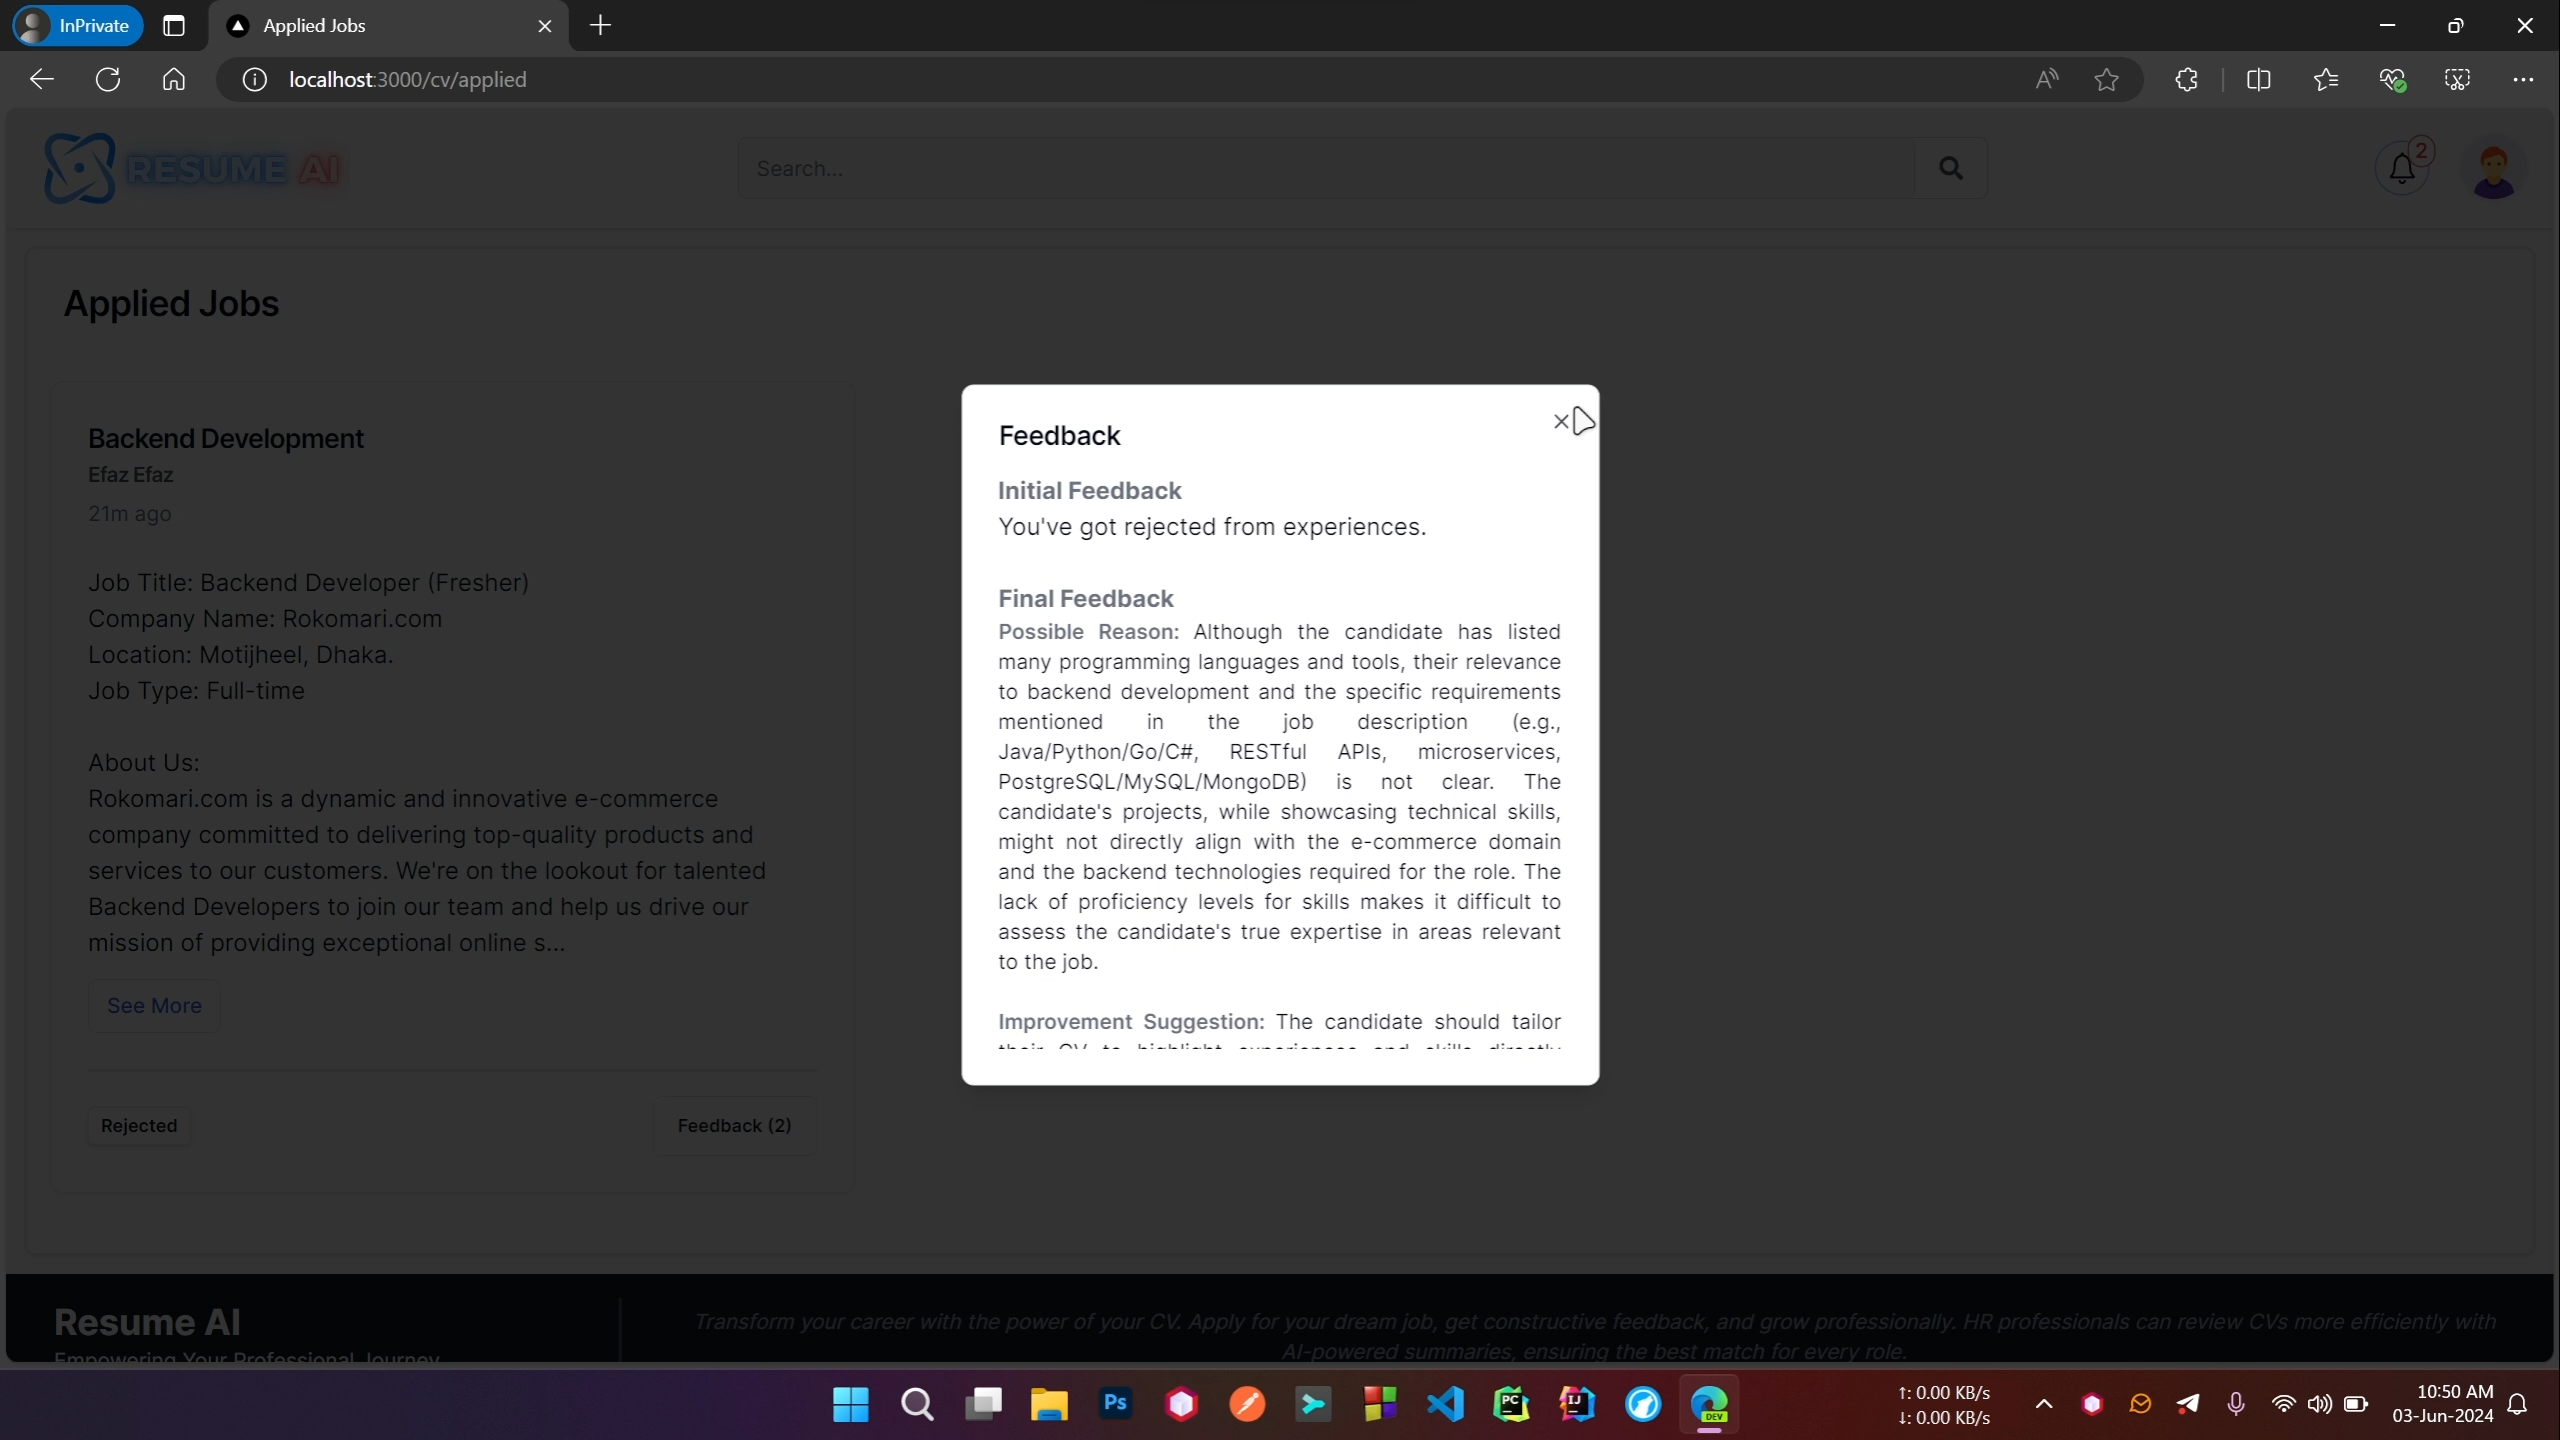 InPrivate
Applied Jobs
localhost:3000/cv/applied
RESUME AI
Search...
2
Applied Jobs
Backend Development
Efaz Efaz
21m ago
Job Title: Backend Developer (Fresher)
Company Name: Rokomari.com
Location: Motijheel, Dhaka.
Job Type: Full-time
About Us:
Rokomari.com is a dynamic and innovative e-commerce
company committed to delivering top-quality products and
services to our customers. We're on the lookout for talented
Backend Developers to join our team and help us drive our
mission of providing exceptional online s...
See More
Rejected
Feedback (2)
Feedback
Initial Feedback
You've got rejected from experiences.
Final Feedback
Possible Reason: Although the candidate has listed
many programming languages and tools, their relevance
to backend development and the specific requirements
mentioned in the job description (e.g.,
Java/Python/Go/C#, RESTful APIs, microservices,
PostgreSQL/MySQL/MongoDB) is not clear. The
candidate's projects, while showcasing technical skills,
might not directly align with the e-commerce domain
and the backend technologies required for the role. The
lack of proficiency levels for skills makes it difficult to
assess the candidate's true expertise in areas relevant
to the job.
Improvement Suggestion: The candidate should tailor
their CV to highlight experiences and skills directly
Resume AI
Empowering Your Professional Journey
Transform your career with the power of your CV. Apply for your dream job, get constructive feedback, and grow professionally. HR professionals can review CVs more efficiently with
AI-powered summaries, ensuring the best match for every role.
Ps
PC
IJ
DEV
↑: 0.00 KB/s
↓: 0.00 KB/s
10:50 AM
03-Jun-2024